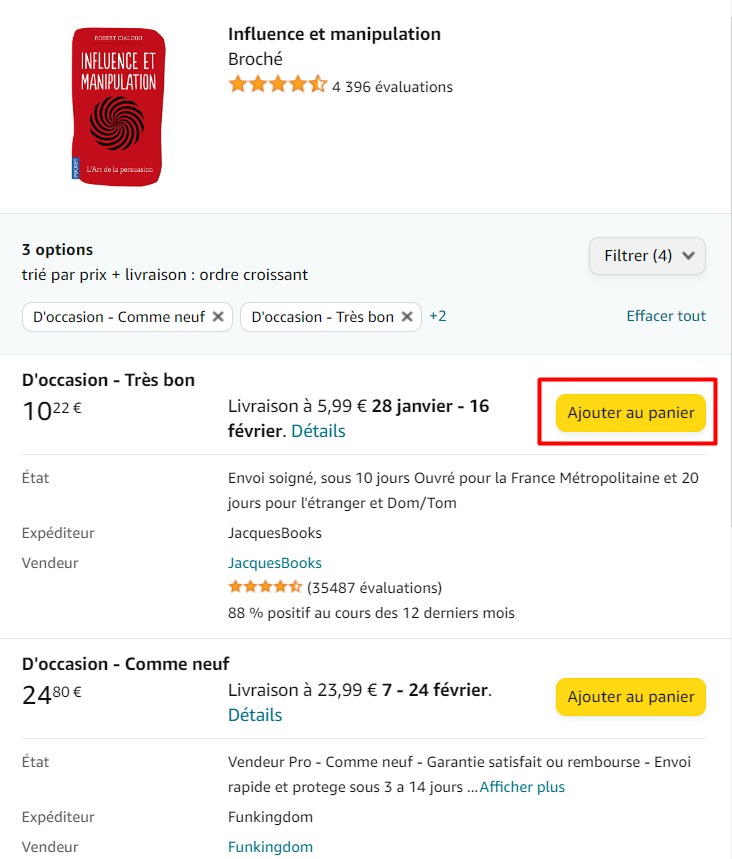 ROBERT CIALDINI
INFLUENCE ET
MANIPULATION
L'Art de la persuasion
POCKET
Influence et manipulation
Broché
4 396 évaluations
3 options
trié par prix + livraison : ordre croissant
Filtrer (4)
D'occasion - Comme neuf ✕ D'occasion - Très bon ✕ +2 Effacer tout
D'occasion - Très bon
10,22 €
Livraison à 5,99 € 28 janvier - 16
février. Détails
Ajouter au panier
État
Envoi soigné, sous 10 jours Ouvré pour la France Métropolitaine et 20
jours pour l'étranger et Dom/Tom
Expéditeur JacquesBooks
Vendeur JacquesBooks
(35487 évaluations)
88 % positif au cours des 12 derniers mois
D'occasion - Comme neuf
24,80 €
Livraison à 23,99 € 7 - 24 février.
Détails
Ajouter au panier
État
Vendeur Pro - Comme neuf - Garantie satisfait ou rembourse - Envoi
rapide et protege sous 3 a 14 jours ...Afficher plus
Expéditeur Funkingdom
Vendeur Funkingdom